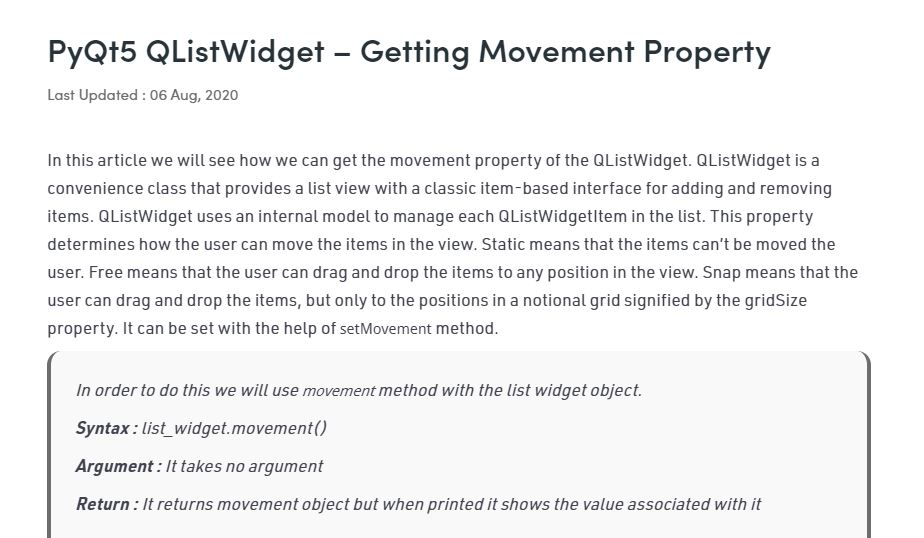 PyQt5 QListWidget – Getting Movement Property
Last Updated : 06 Aug, 2020
In this article we will see how we can get the movement property of the QListWidget. QListWidget is a
convenience class that provides a list view with a classic item-based interface for adding and removing
items. QListWidget uses an internal model to manage each QListWidgetItem in the list. This property
determines how the user can move the items in the view. Static means that the items can’t be moved the
user. Free means that the user can drag and drop the items to any position in the view. Snap means that the
user can drag and drop the items, but only to the positions in a notional grid signified by the gridSize
property. It can be set with the help of setMovement method.
In order to do this we will use movement method with the list widget object.
Syntax : list_widget.movement()
Argument : It takes no argument
Return : It returns movement object but when printed it shows the value associated with it